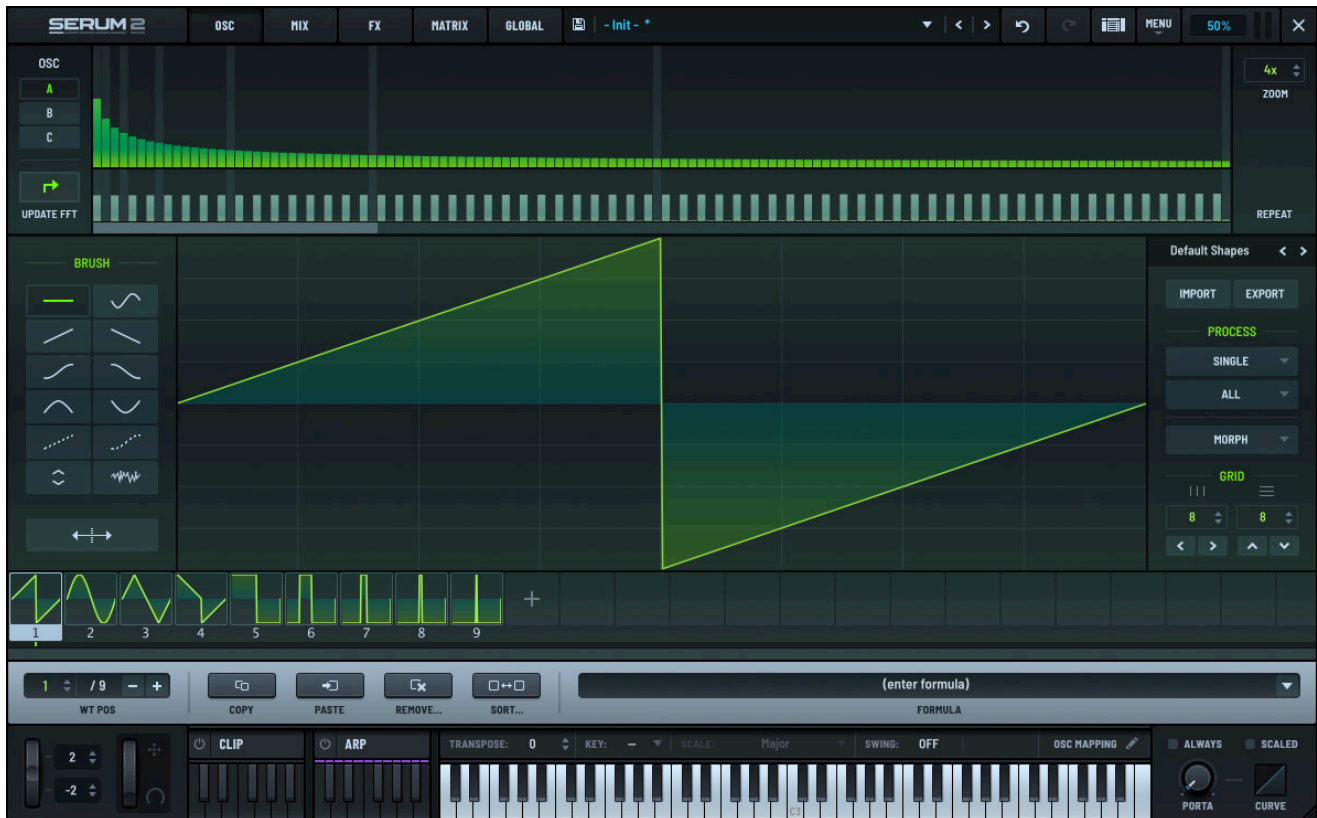 SERUM 2 OSC MIX FX MATRIX GLOBAL - Init - * MENU 50%
OSC
A
B
C
UPDATE FFT
4x
ZOOM
REPEAT
BRUSH
Default Shapes
IMPORT EXPORT
PROCESS
SINGLE
ALL
MORPH
GRID
8 8
1 2 3 4 5 6 7 8 9
1 / 9 - +
WT POS
COPY PASTE REMOVE... SORT...
(enter formula)
FORMULA
2
-2
CLIP ARP
TRANSPOSE: 0 KEY: – SCALE: Major SWING: OFF OSC MAPPING
C3
ALWAYS SCALED
PORTA CURVE